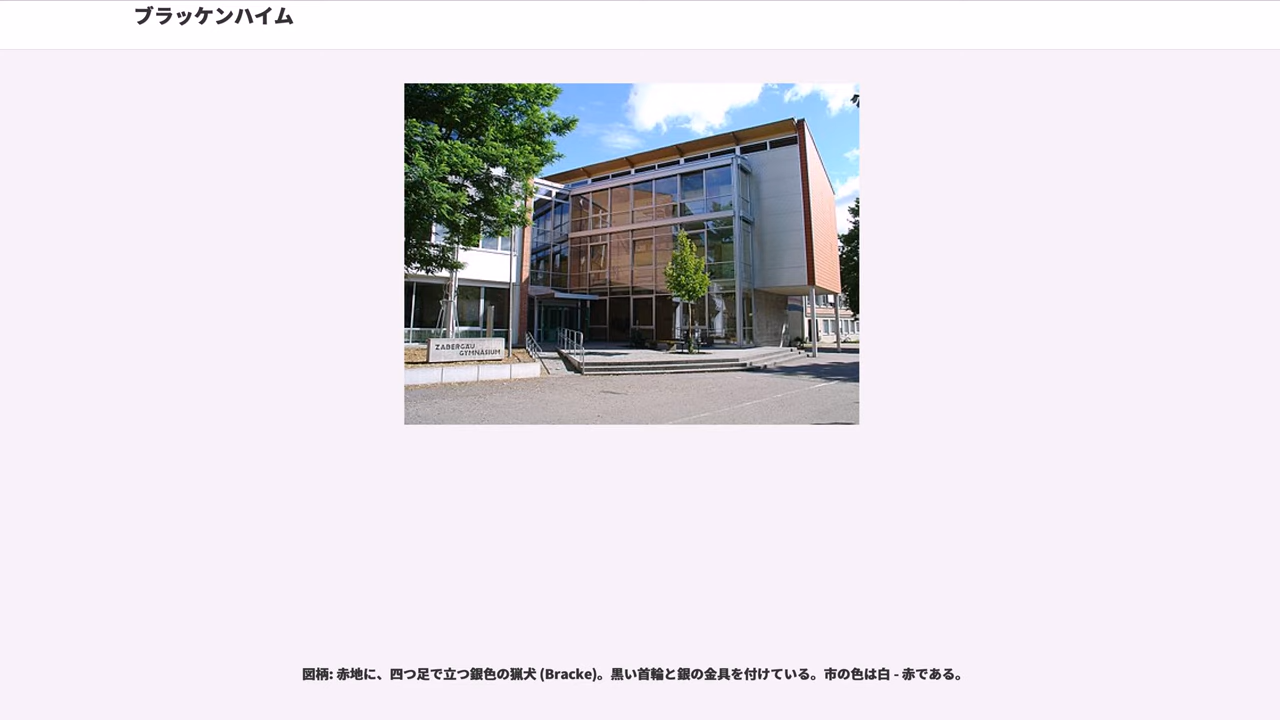 ブラッケンハイム
ZABERGÄU
GYMNASIUM
図柄: 赤地に、四つ足で立つ銀色の猟犬 (Bracke)。黒い首輪と銀の金具を付けている。市の色は白 - 赤である。